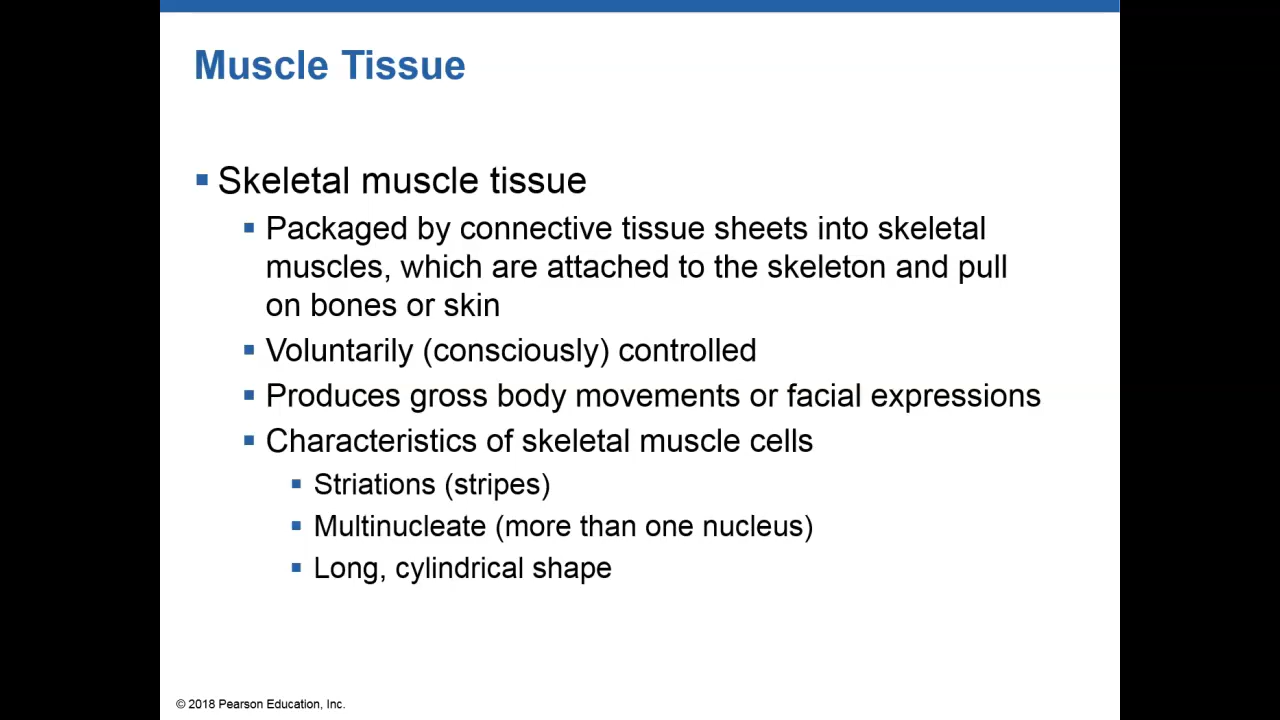 Muscle Tissue
Skeletal muscle tissue
Packaged by connective tissue sheets into skeletal
muscles, which are attached to the skeleton and pull
on bones or skin
Voluntarily (consciously) controlled
Produces gross body movements or facial expressions
Characteristics of skeletal muscle cells
Striations (stripes)
Multinucleate (more than one nucleus)
Long, cylindrical shape
© 2018 Pearson Education, Inc.